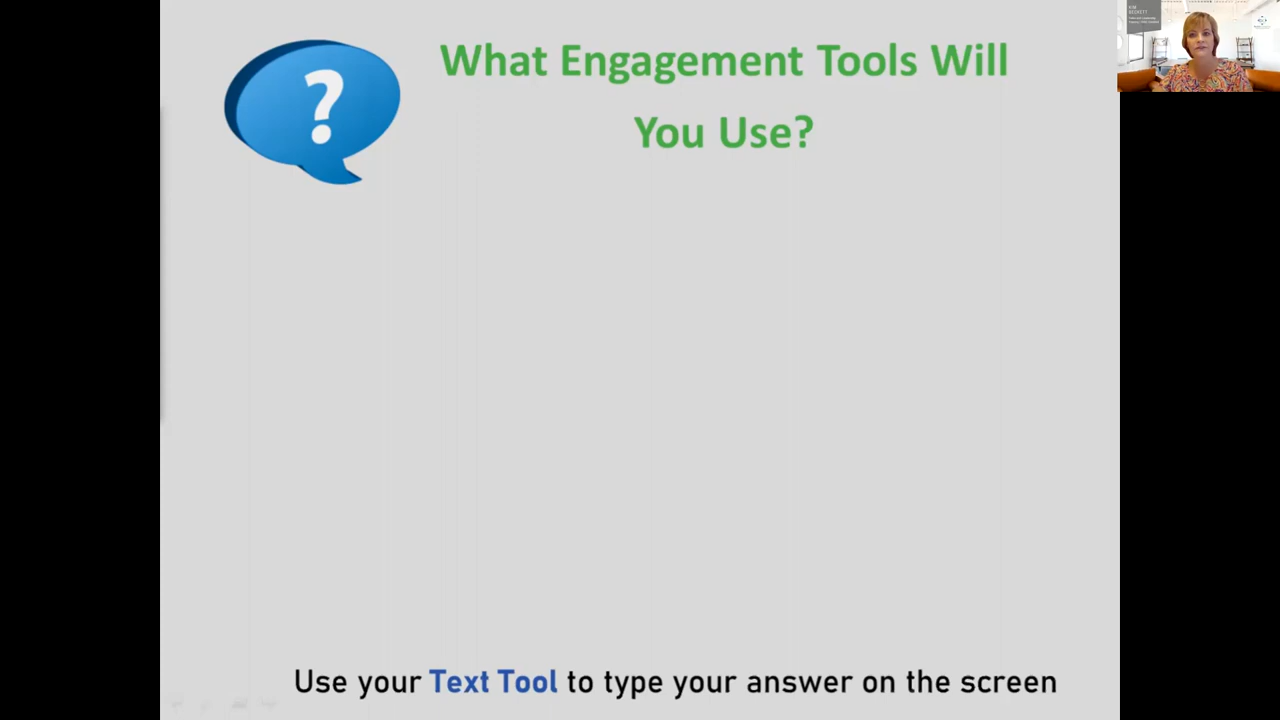 ?
What Engagement Tools Will
You Use?
Use your Text Tool to type your answer on the screen